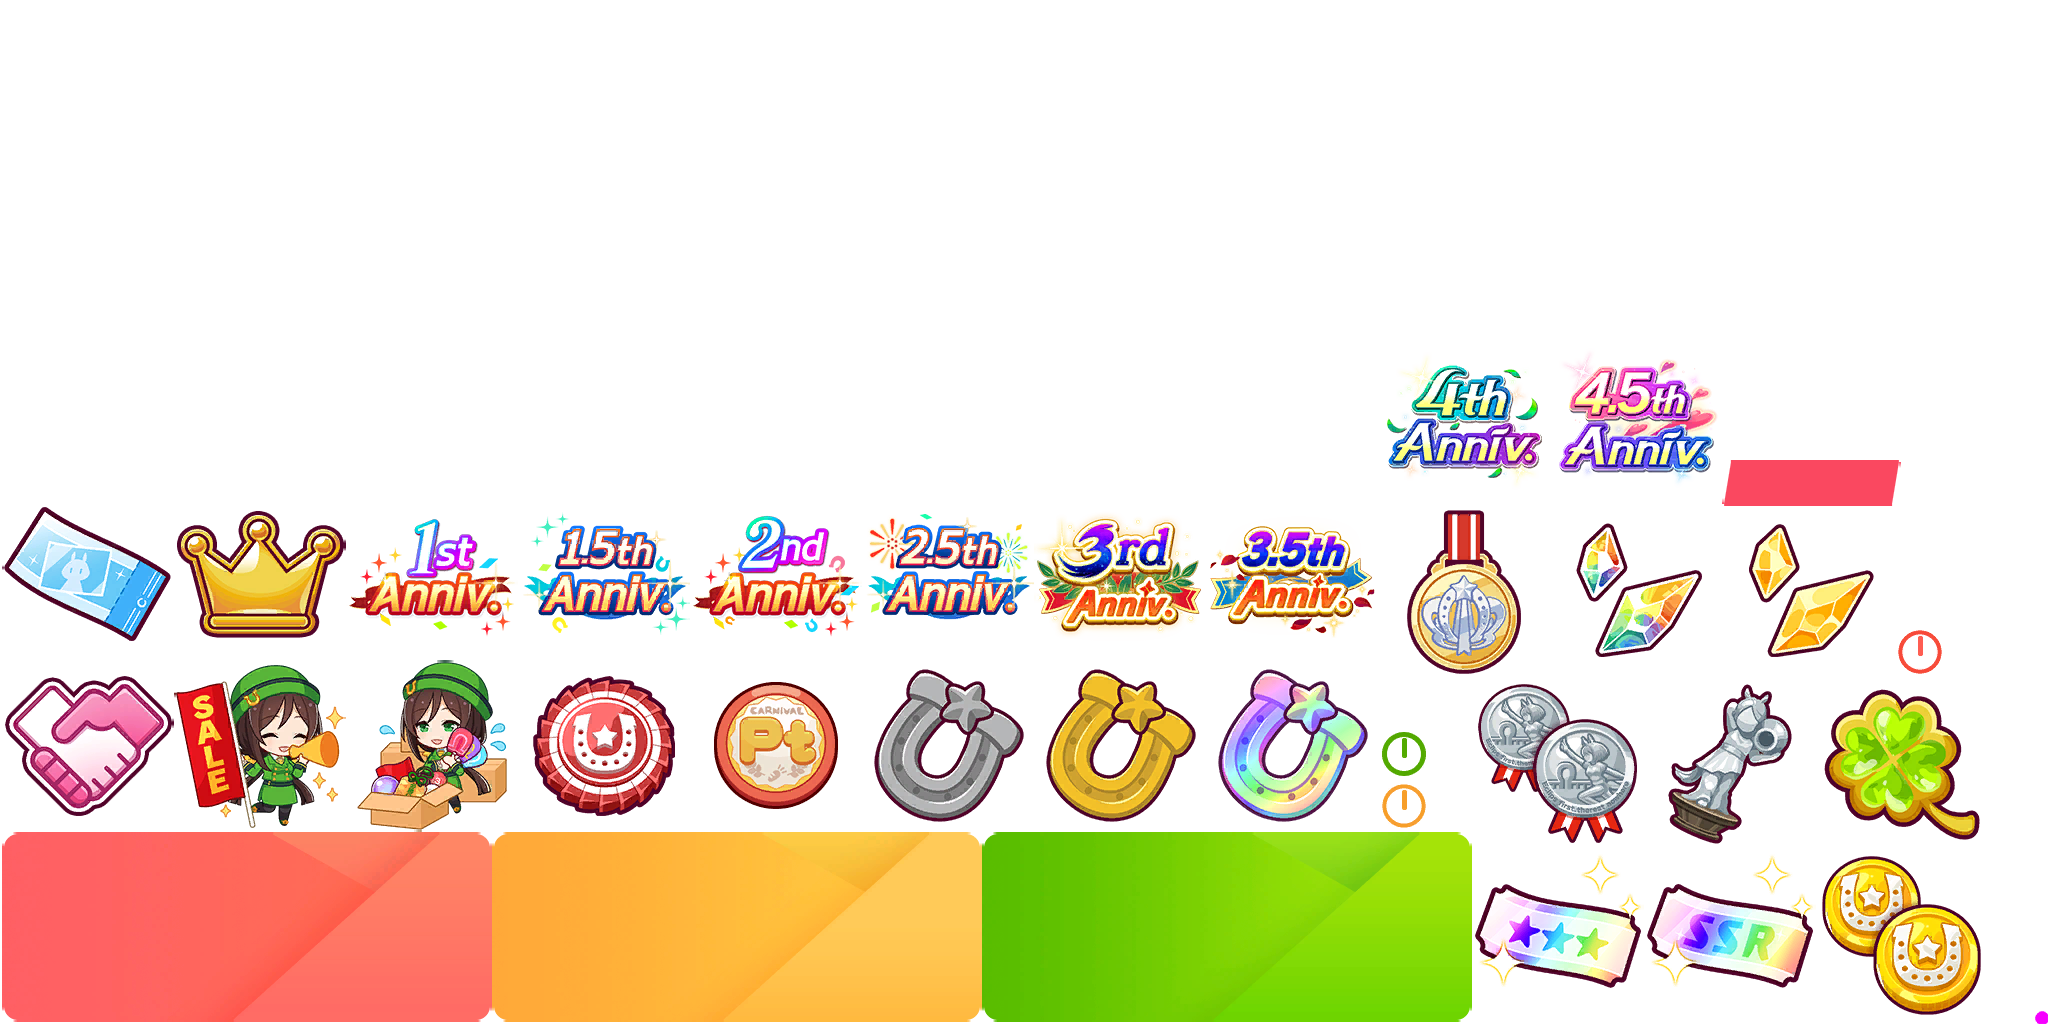 4th
Anniv.
4.5th
Anniv.
1st
Anniv.
1.5th
Anniv.
2nd
Anniv.
2.5th
Anniv.
3rd
Anniv.
3.5th
Anniv.
SALE
CARNIVAL
Pt
SSR